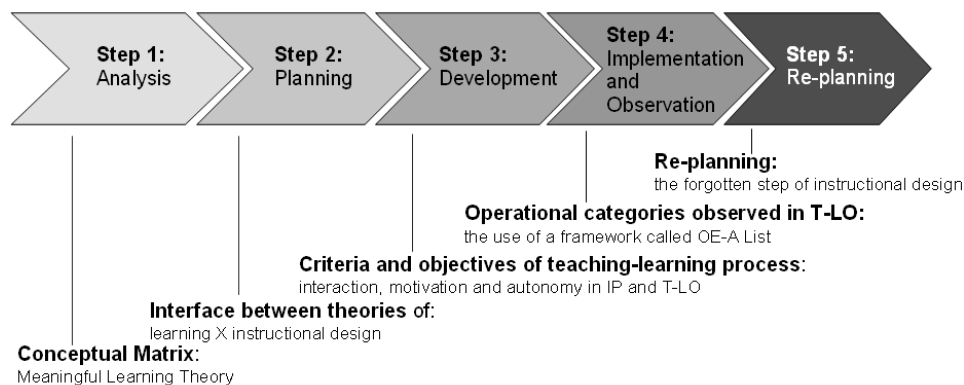 Step 1:
Analysis
Step 2:
Planning
Step 3:
Development
Step 4:
Implementation
and
Observation
Step 5:
Re-planning
Re-planning:
the forgotten step of instructional design
Operational categories observed in T-LO:
the use of a framework called OE-A List
Criteria and objectives of teaching-learning process:
interaction, motivation and autonomy in IP and T-LO
Interface between theories of:
learning X instructional design
Conceptual Matrix:
Meaningful Learning Theory